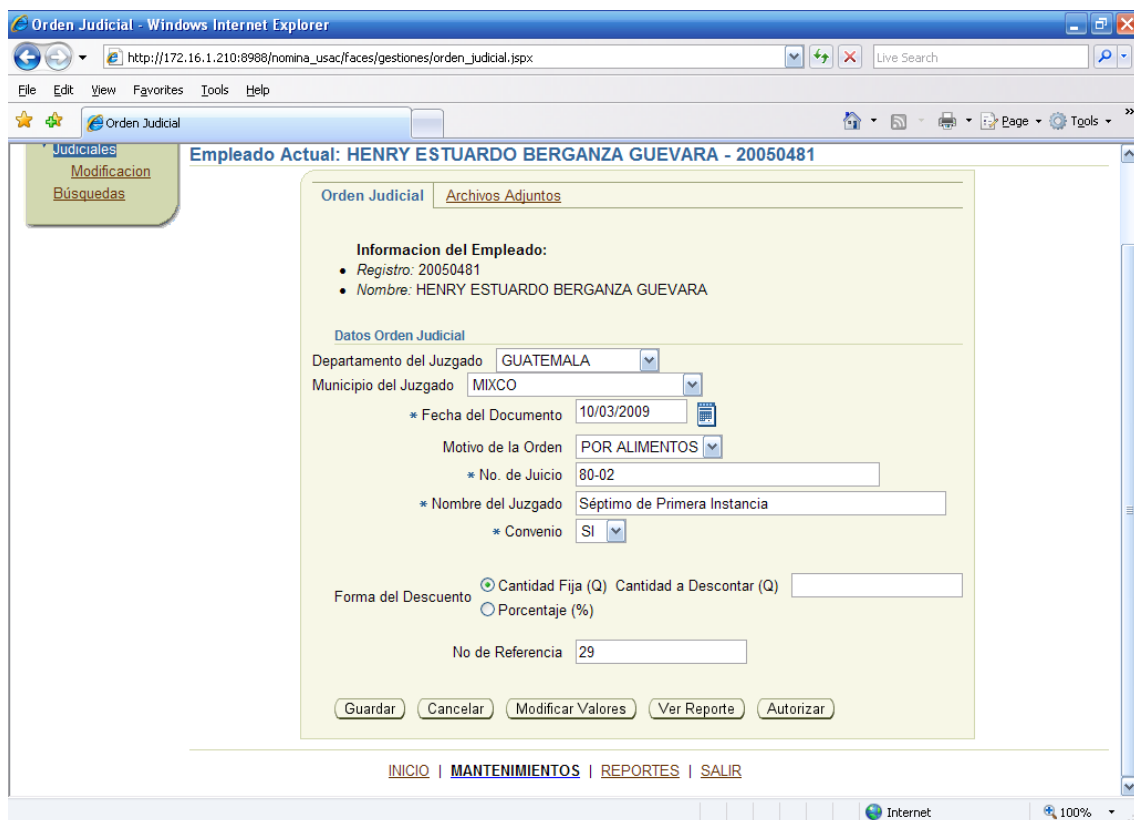 Orden Judicial - Windows Internet Explorer
http://172.16.1.210:8988/nomina_usac/faces/gestiones/orden_judicial.jspx
Live Search
File Edit View Favorites Tools Help
Orden Judicial
Page Tools »
Judiciales
Modificacion
Búsquedas
Empleado Actual: HENRY ESTUARDO BERGANZA GUEVARA - 20050481
Orden Judicial Archivos Adjuntos
Informacion del Empleado:
• Registro: 20050481
• Nombre: HENRY ESTUARDO BERGANZA GUEVARA
Datos Orden Judicial
Departamento del Juzgado GUATEMALA
Municipio del Juzgado MIXCO
* Fecha del Documento 10/03/2009
Motivo de la Orden POR ALIMENTOS
* No. de Juicio 80-02
* Nombre del Juzgado Séptimo de Primera Instancia
* Convenio SI
Forma del Descuento Cantidad Fija (Q) Cantidad a Descontar (Q)
Porcentaje (%)
No de Referencia 29
Guardar Cancelar Modificar Valores Ver Reporte Autorizar
INICIO | MANTENIMIENTOS | REPORTES | SALIR
Internet 100%